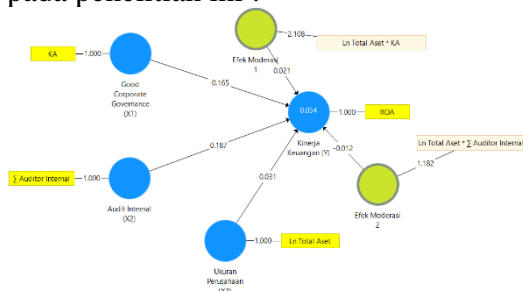 pada penelitian ini :
2.108
Ln Total Aset * KA
Efek Moderasi
1
KA
1.000
Good
Corporate
Governance
(X1)
0.165
0.021
0.054
1.000
ROA
Kinerja
Keuangan (Y)
0.187
Ln Total Aset * ∑ Auditor Internal
∑ Auditor Internal
1.000
Audit Internal
(X2)
-0.012
1.182
0.031
Efek Moderasi
2
1.000
Ln Total Aset
Ukuran
Perusahaan